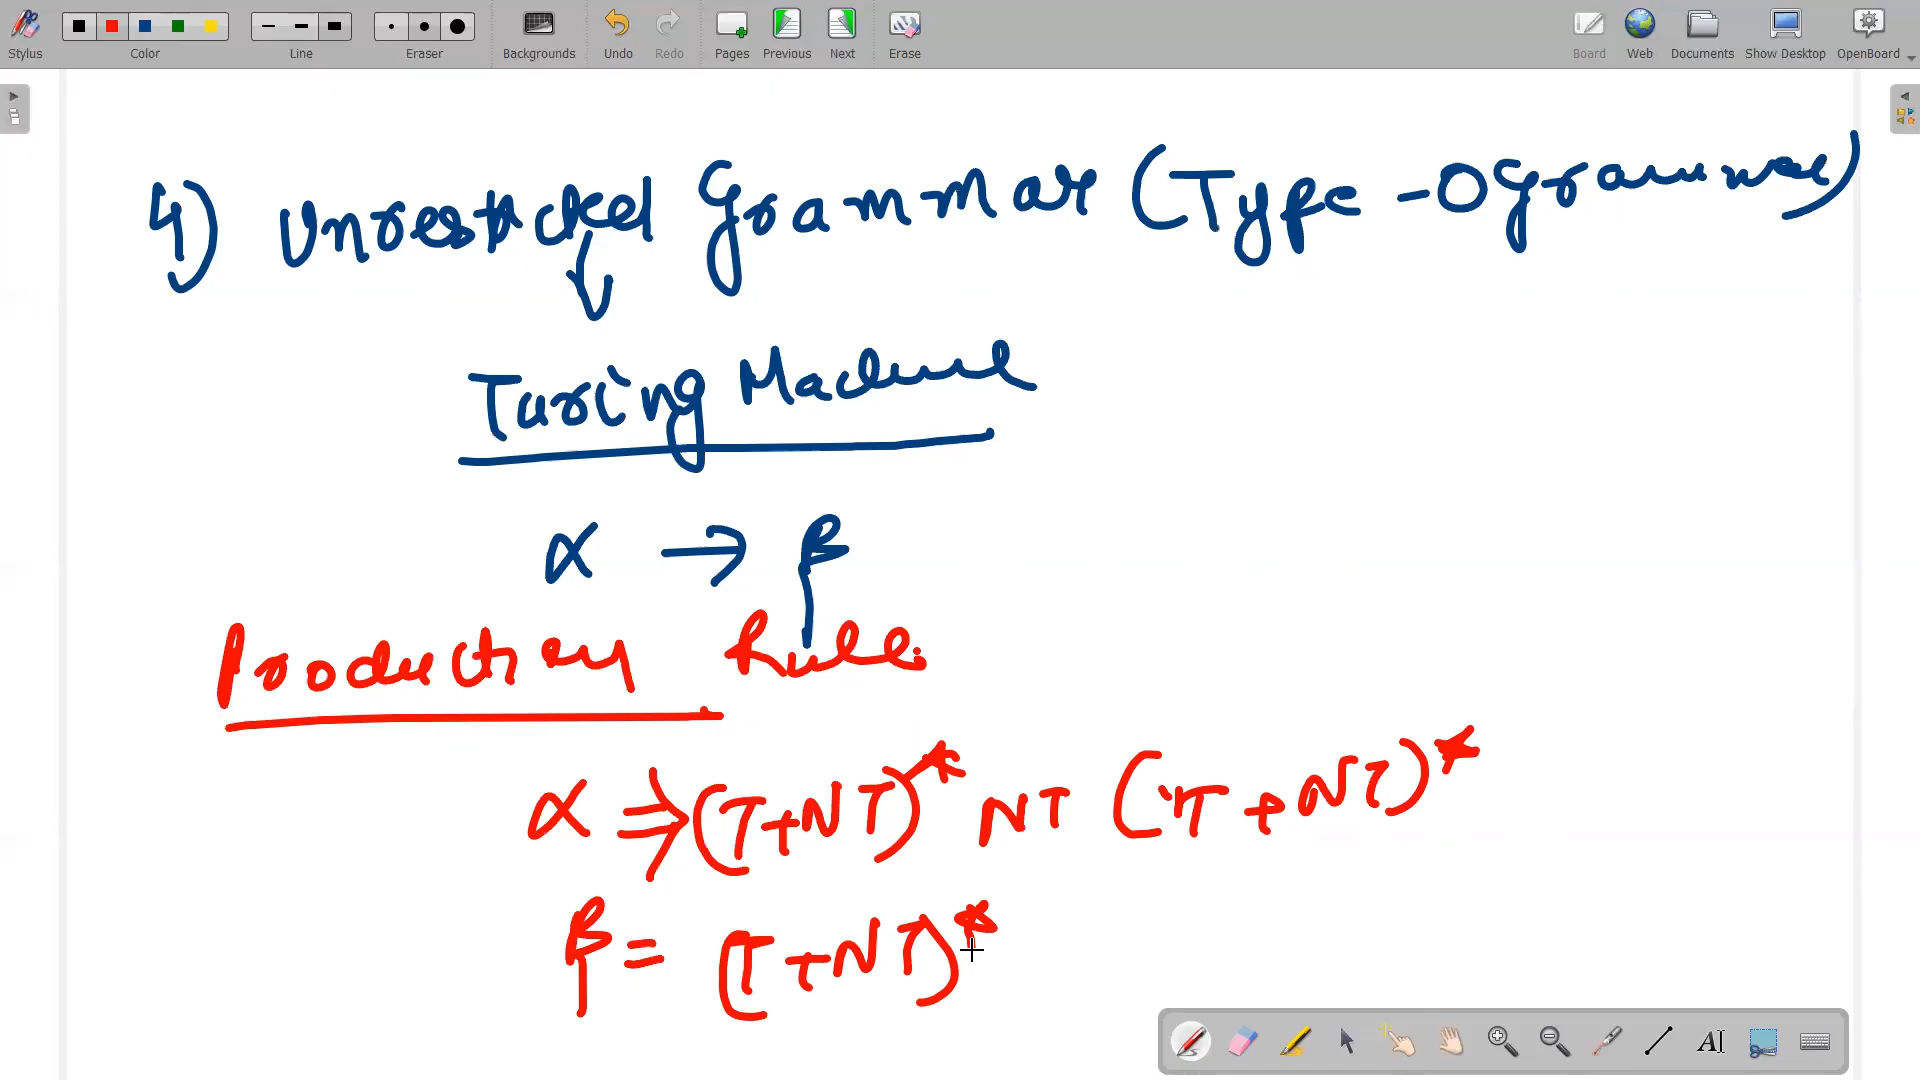 Stylus Color Line Eraser Backgrounds Undo Redo Pages Previous Next Erase Board Web Documents Show Desktop OpenBoard
4) Unrestricted Grammar (Type-0 Grammar)
Turing Machine
α → β
Production Rule:
α ⇒ (T+NT)* NT (T+NT)*
β = (T+NT)*
AI